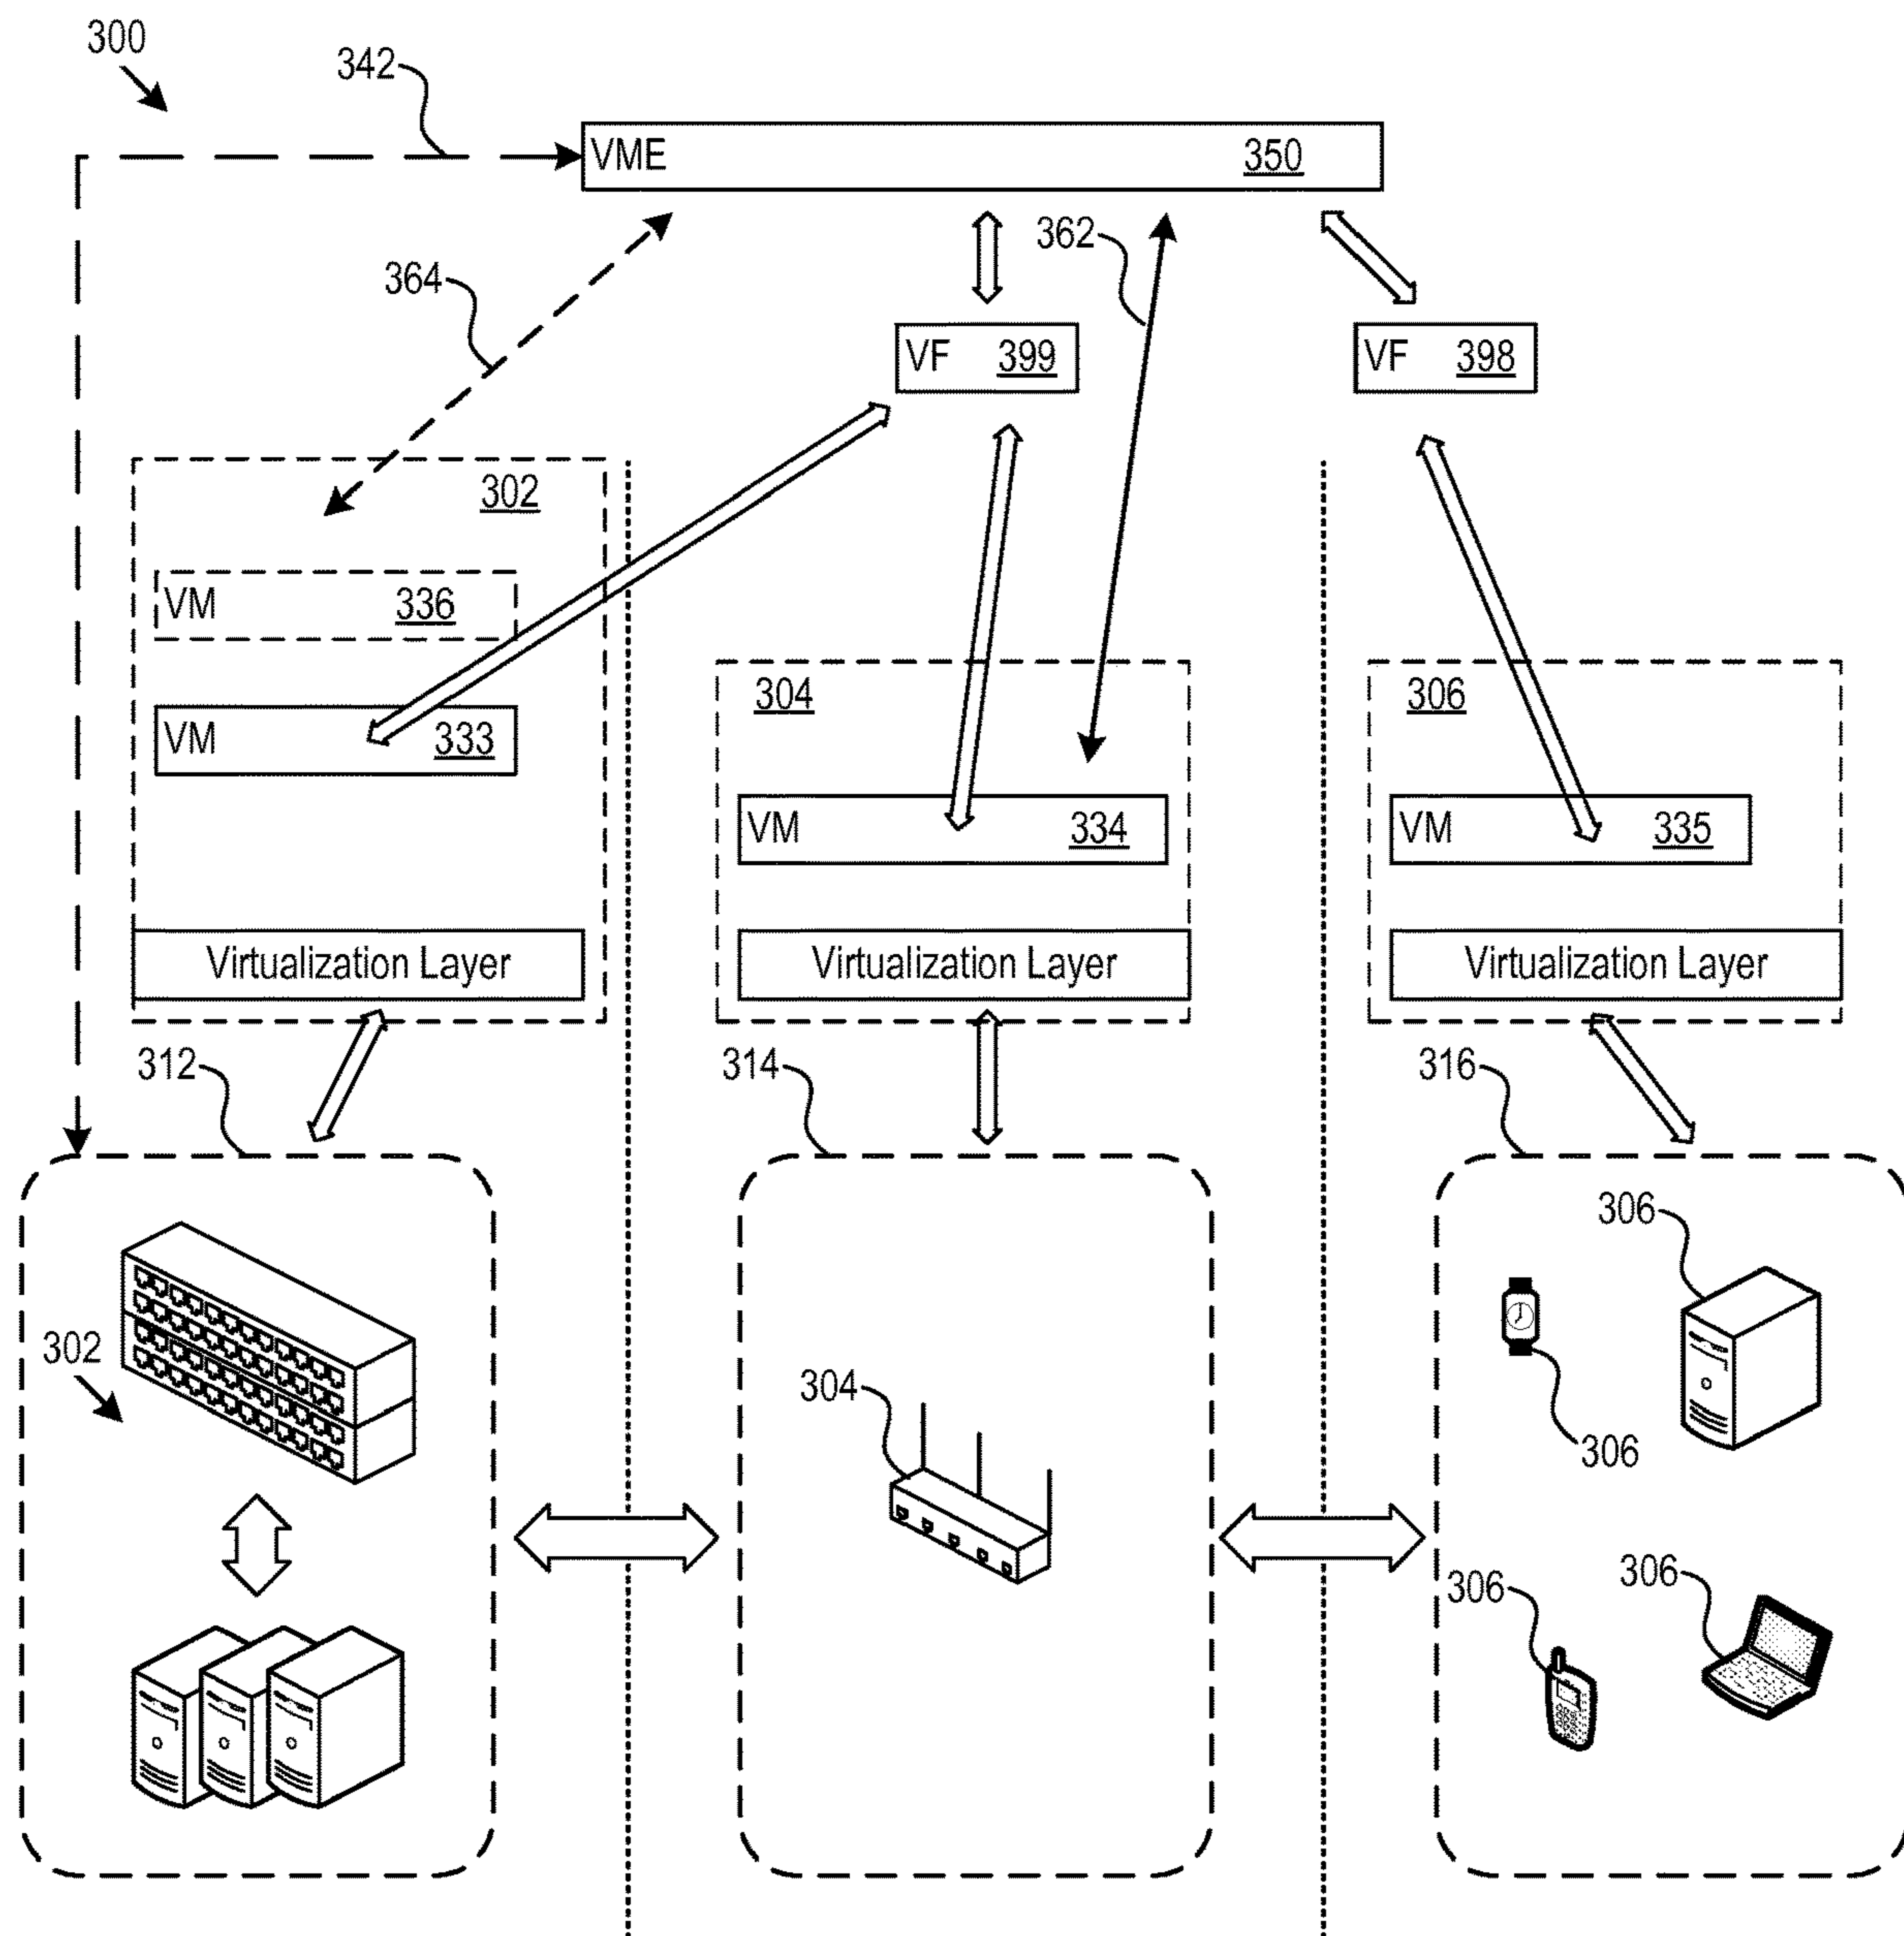 300
342
VME 350
362
364
VF 399
VF 398
302
VM 336
304
306
VM 333
VM 334
VM 335
Virtualization Layer
Virtualization Layer
Virtualization Layer
312
314
316
306
302
304
306
306
306